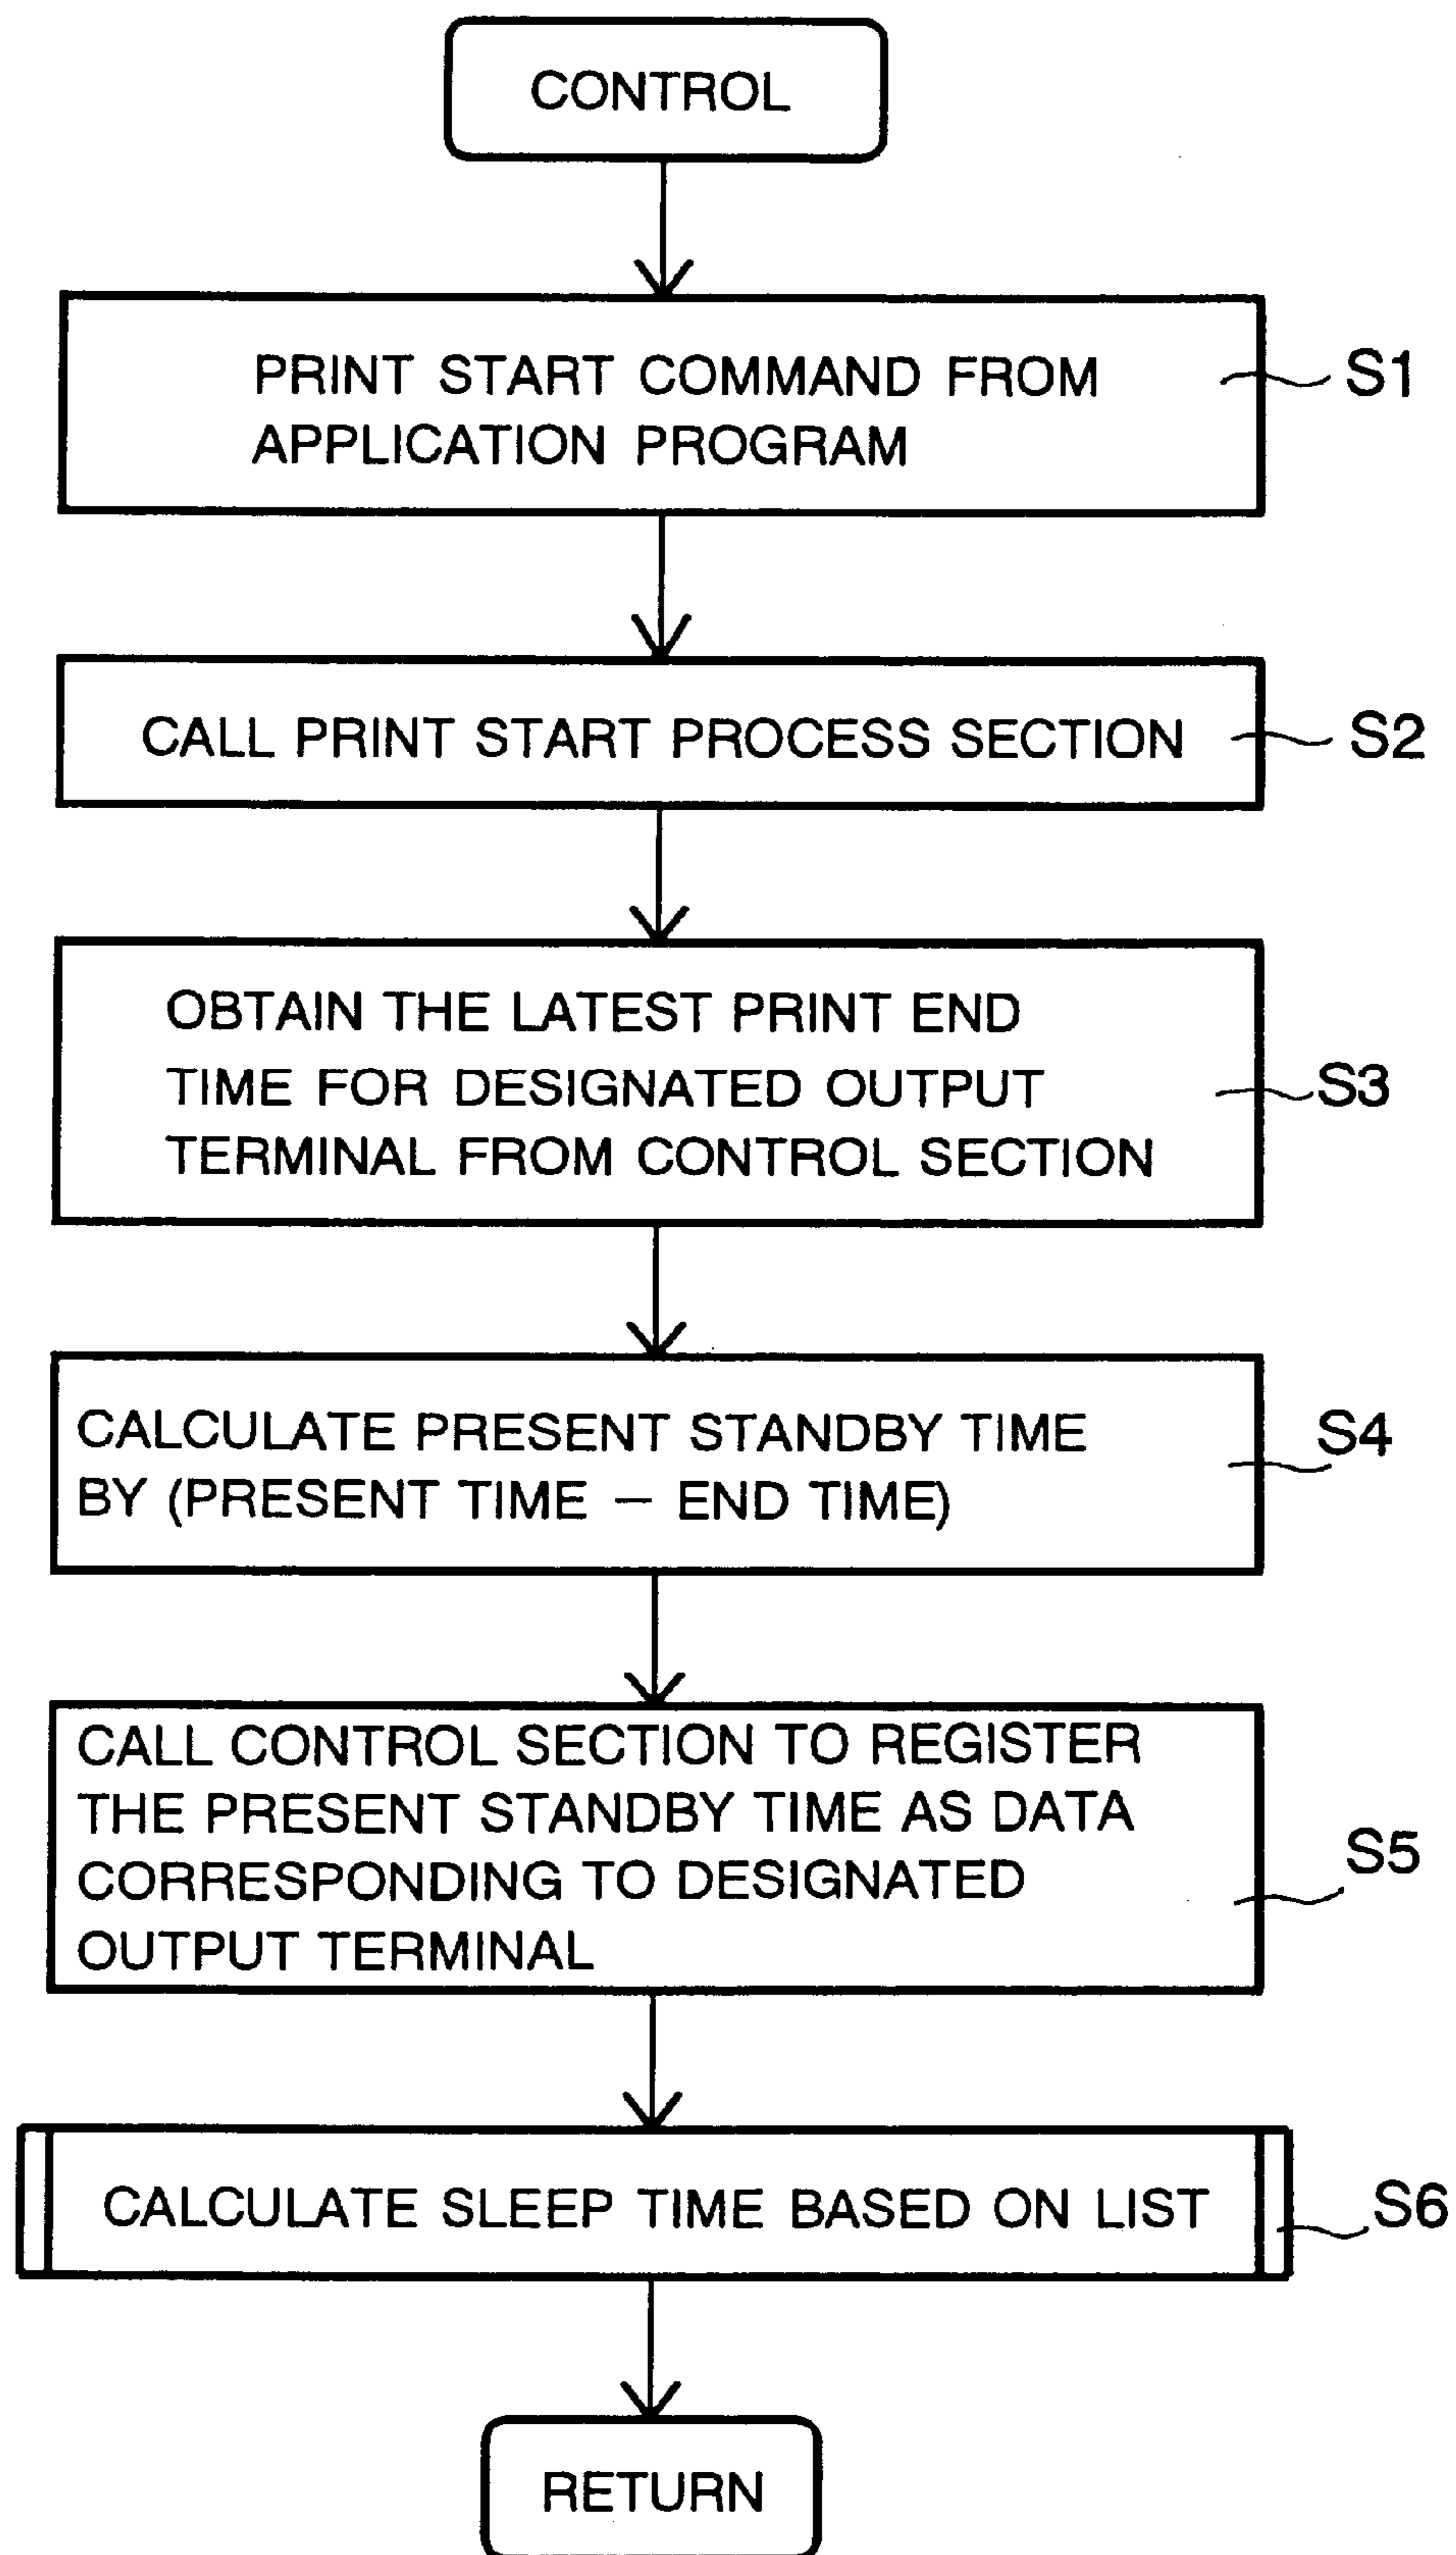 CONTROL
PRINT START COMMAND FROM
APPLICATION PROGRAM
S1
CALL PRINT START PROCESS SECTION
S2
OBTAIN THE LATEST PRINT END
TIME FOR DESIGNATED OUTPUT
TERMINAL FROM CONTROL SECTION
S3
CALCULATE PRESENT STANDBY TIME
BY (PRESENT TIME — END TIME)
S4
CALL CONTROL SECTION TO REGISTER
THE PRESENT STANDBY TIME AS DATA
CORRESPONDING TO DESIGNATED
OUTPUT TERMINAL
S5
CALCULATE SLEEP TIME BASED ON LIST
S6
RETURN